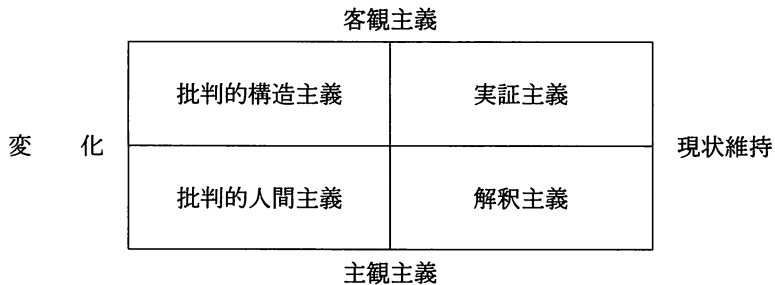 客観主義
批判的構造主義
実証主義
変　化
現状維持
批判的人間主義
解釈主義
主観主義